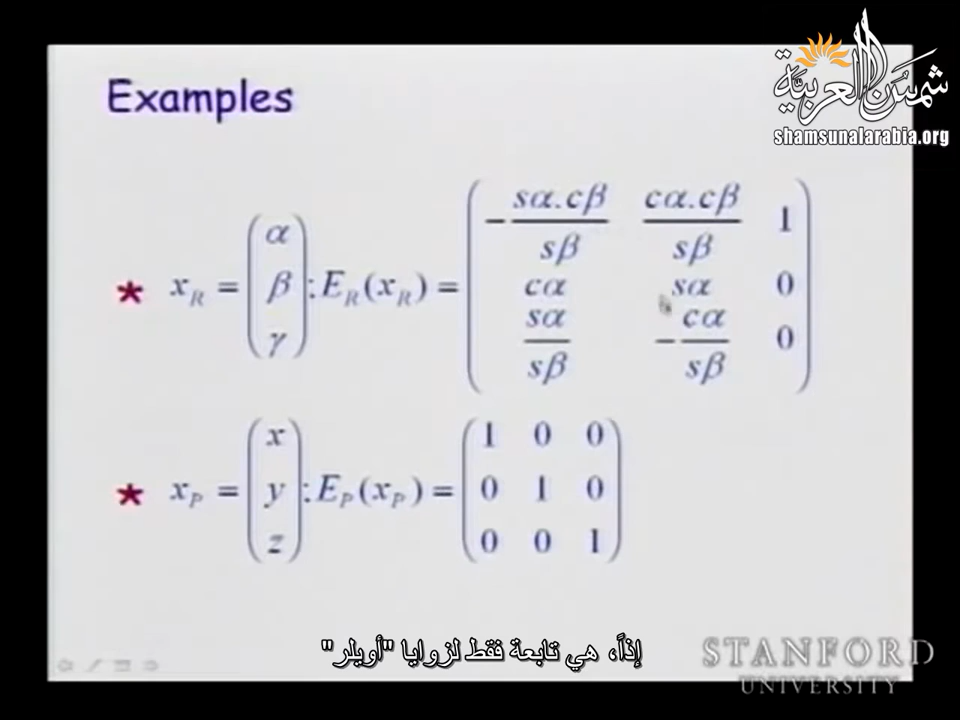 شمسُ العربيّة
shamsunalarabia.org
Examples
* x_R = (α β γ) ; E_R(x_R) =
−sα.cβ/sβ cα.cβ/sβ 1
cα sα 0
sα/sβ −cα/sβ 0
* x_P = (x y z) ; E_P(x_P) =
1 0 0
0 1 0
0 0 1
إذاً، هي تابعة فقط لزوايا "أويلر"
STANFORD
UNIVERSITY